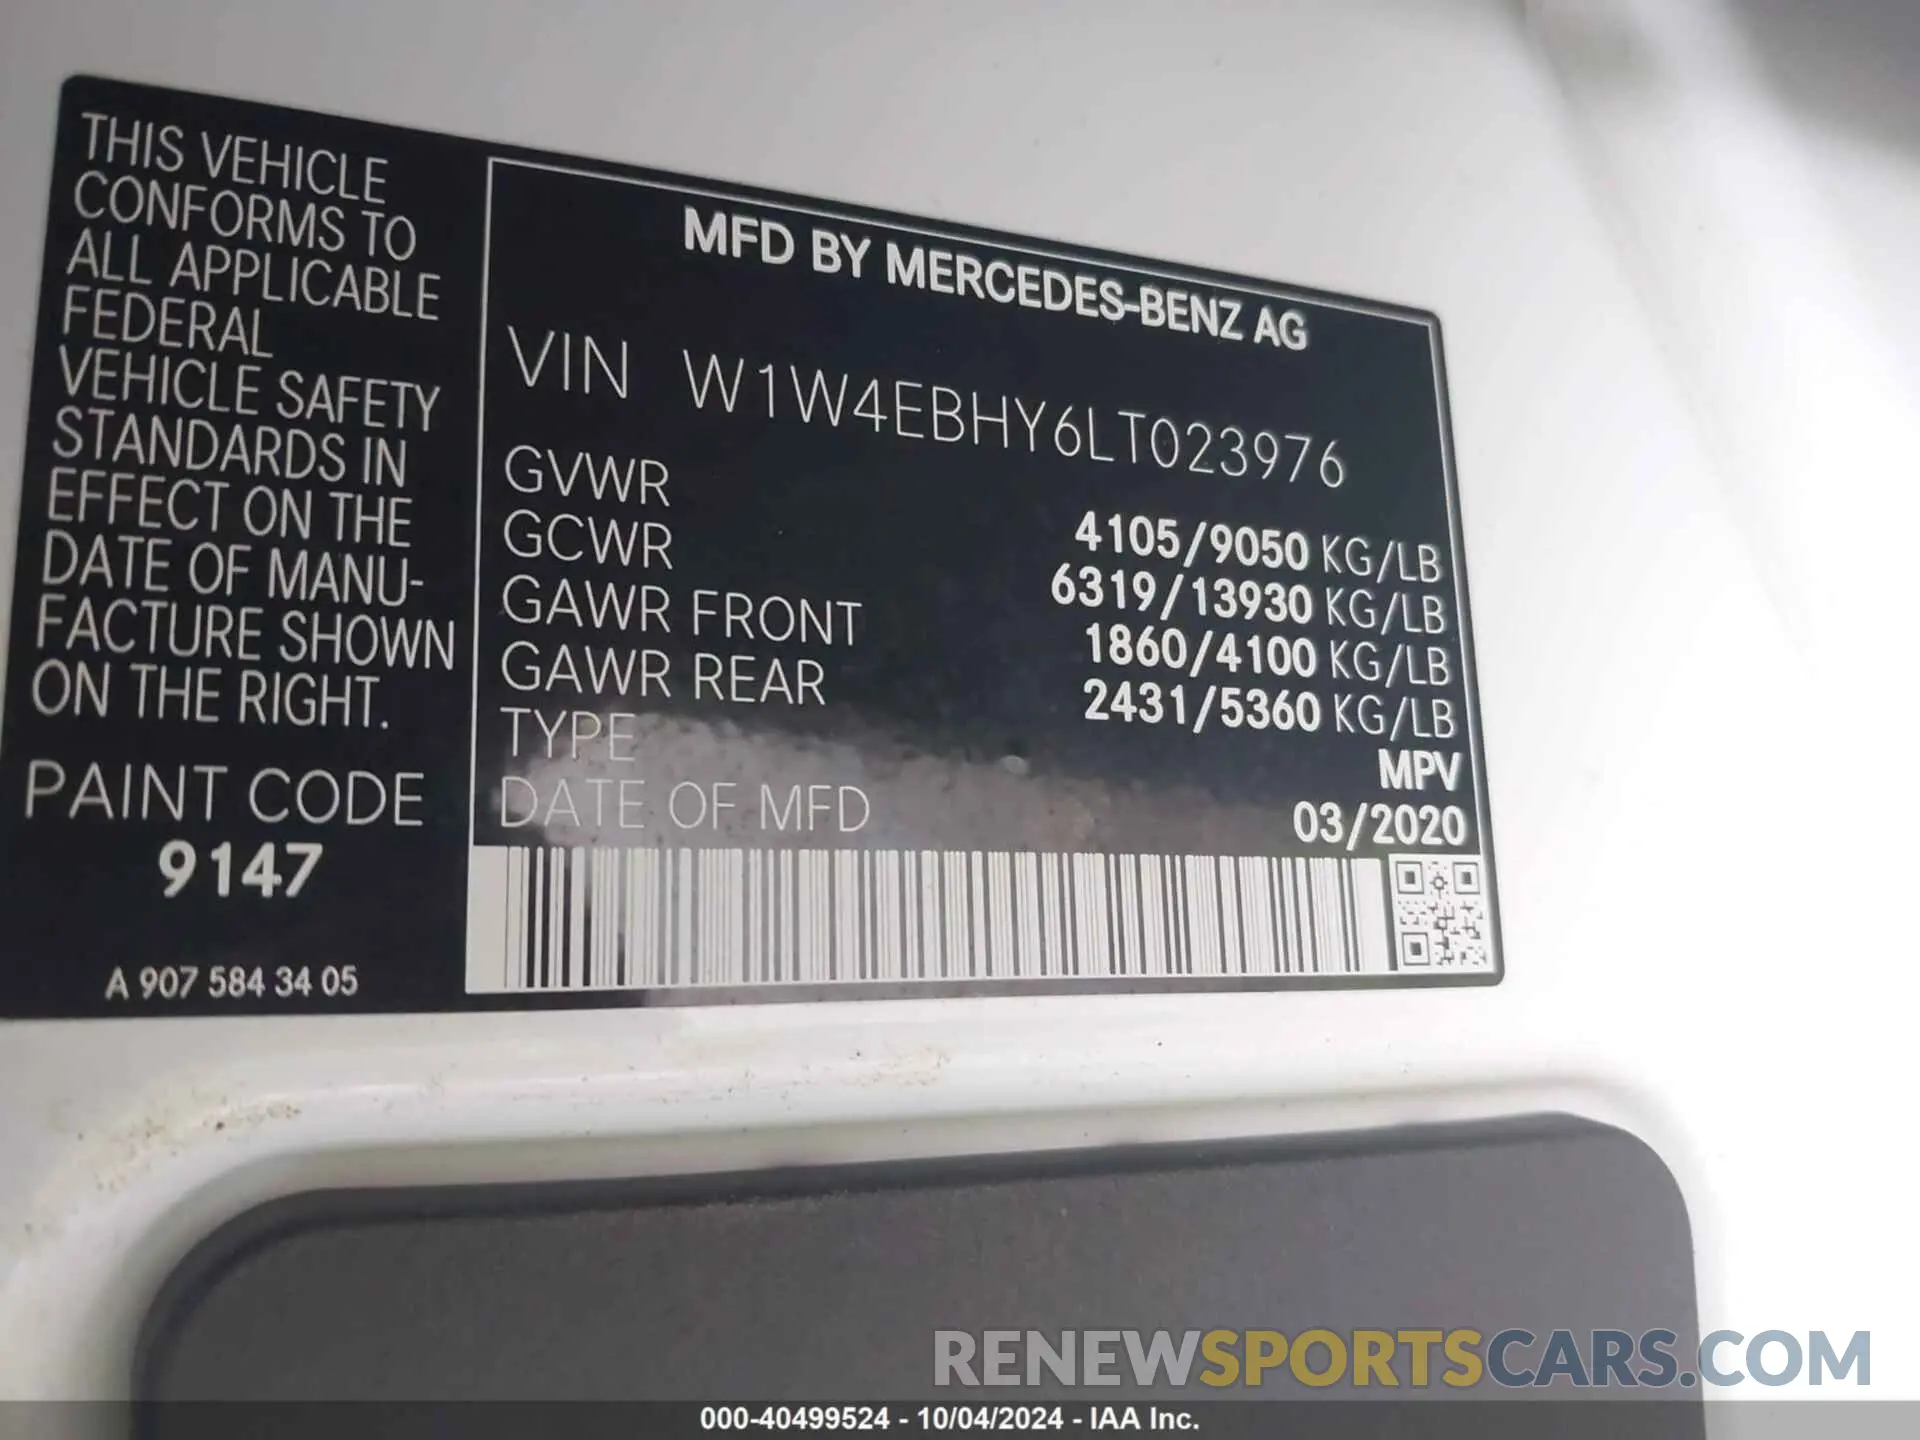 THIS VEHICLE
CONFORMS TO
ALL APPLICABLE
FEDERAL
VEHICLE SAFETY
STANDARDS IN
EFFECT ON THE
DATE OF MANU-
FACTURE SHOWN
ON THE RIGHT.
PAINT CODE
9147
A 907 584 34 05
MFD BY MERCEDES-BENZ AG
VIN W1W4EBHY6LT023976
GVWR 4105/9050 KG/LB
GCWR 6319/13930 KG/LB
GAWR FRONT 1860/4100 KG/LB
GAWR REAR 2431/5360 KG/LB
TYPE MPV
DATE OF MFD 03/2020
RENEWSPORTSCARS.COM
000-40499524 - 10/04/2024 - IAA Inc.